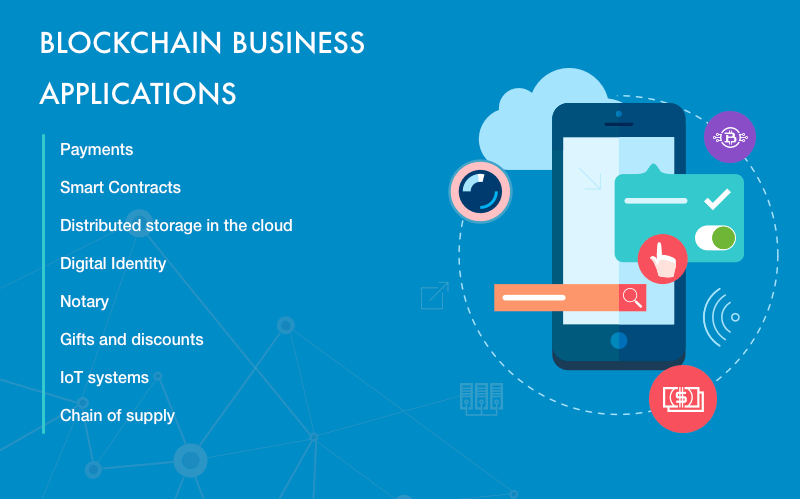 BLOCKCHAIN BUSINESS
APPLICATIONS
Payments
Smart Contracts
Distributed storage in the cloud
Digital Identity
Notary
Gifts and discounts
IoT systems
Chain of supply